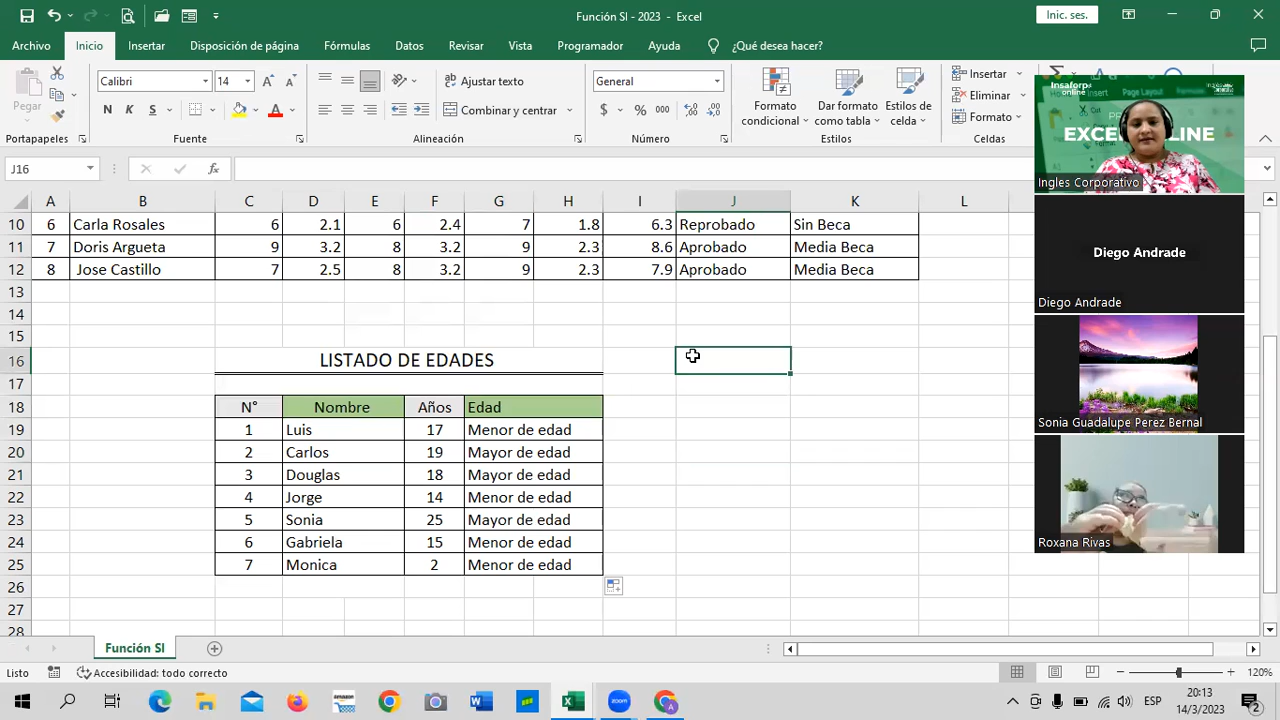 Función SI - 2023 - Excel
Inic. ses.
Archivo Inicio Insertar Disposición de página Fórmulas Datos Revisar Vista Programador Ayuda ¿Qué desea hacer?
Pegar
Calibri 14
N K S
Ajustar texto
Combinar y centrar
General
$ % 000
Formato condicional
Dar formato como tabla
Estilos de celda
Insertar
Eliminar
Formato
Portapapeles Fuente Alineación Número Estilos Celdas
J16 fx
A B C D E F G H I J K L
10 6 Carla Rosales 6 2.1 6 2.4 7 1.8 6.3 Reprobado Sin Beca
11 7 Doris Argueta 9 3.2 8 3.2 9 2.3 8.6 Aprobado Media Beca
12 8 Jose Castillo 7 2.5 8 3.2 9 2.3 7.9 Aprobado Media Beca
13
14
15
16 LISTADO DE EDADES
17
18 N° Nombre Años Edad
19 1 Luis 17 Menor de edad
20 2 Carlos 19 Mayor de edad
21 3 Douglas 18 Mayor de edad
22 4 Jorge 14 Menor de edad
23 5 Sonia 25 Mayor de edad
24 6 Gabriela 15 Menor de edad
25 7 Monica 2 Menor de edad
26
27
28
Insaforp online
Page Layout
Ingles Corporativo
Diego Andrade
Diego Andrade
Sonia Guadalupe Perez Bernal
Roxana Rivas
Función SI
Listo Accesibilidad: todo correcto 120%
zoom
ESP
20:13
14/3/2023
2